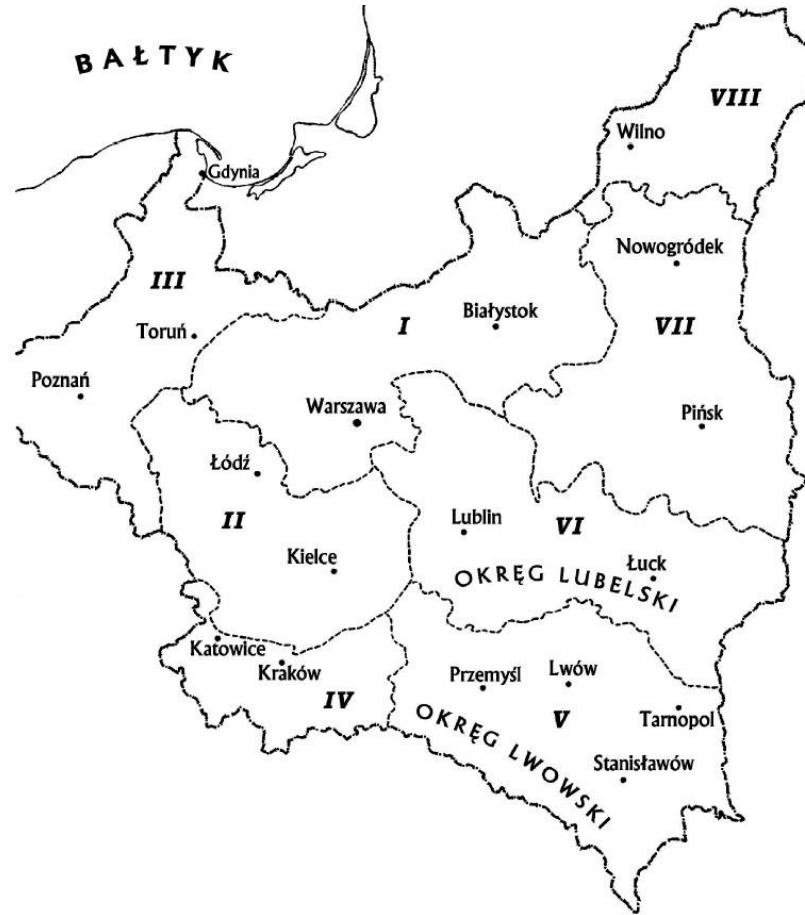 BAŁTYK
VIII
Wilno
Gdynia
Nowogródek
III
Białystok
I
VII
Toruń
Poznań
Warszawa
Pińsk
Łódź
II
Lublin
VI
Kielce
Łuck
OKRĘG LUBELSKI
Katowice
Kraków
Przemyśl
Lwów
IV
V
Tarnopol
OKRĘG LWOWSKI
Stanisławów